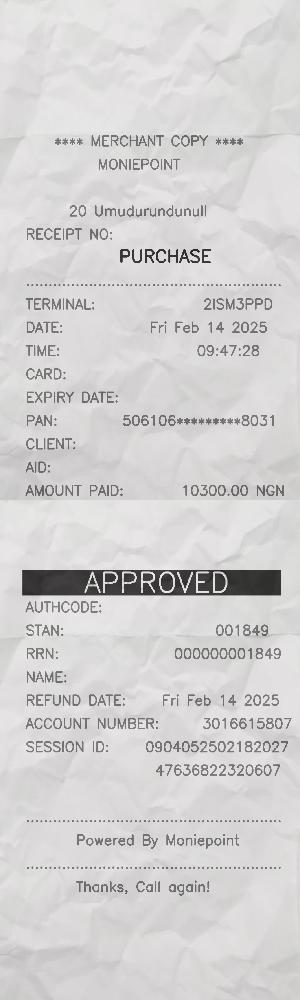 **** MERCHANT COPY ****
MONIEPOINT
20 Umudurundunull
RECEIPT NO:
PURCHASE
TERMINAL: 2ISM3PPD
DATE: Fri Feb 14 2025
TIME: 09:47:28
CARD:
EXPIRY DATE:
PAN: 506106*********8031
CLIENT:
AID:
AMOUNT PAID: 10300.00 NGN
APPROVED
AUTHCODE:
STAN: 001849
RRN: 000000001849
NAME:
REFUND DATE: Fri Feb 14 2025
ACCOUNT NUMBER: 3016615807
SESSION ID: 0904052502182027
47636822320607
Powered By Moniepoint
Thanks, Call again!